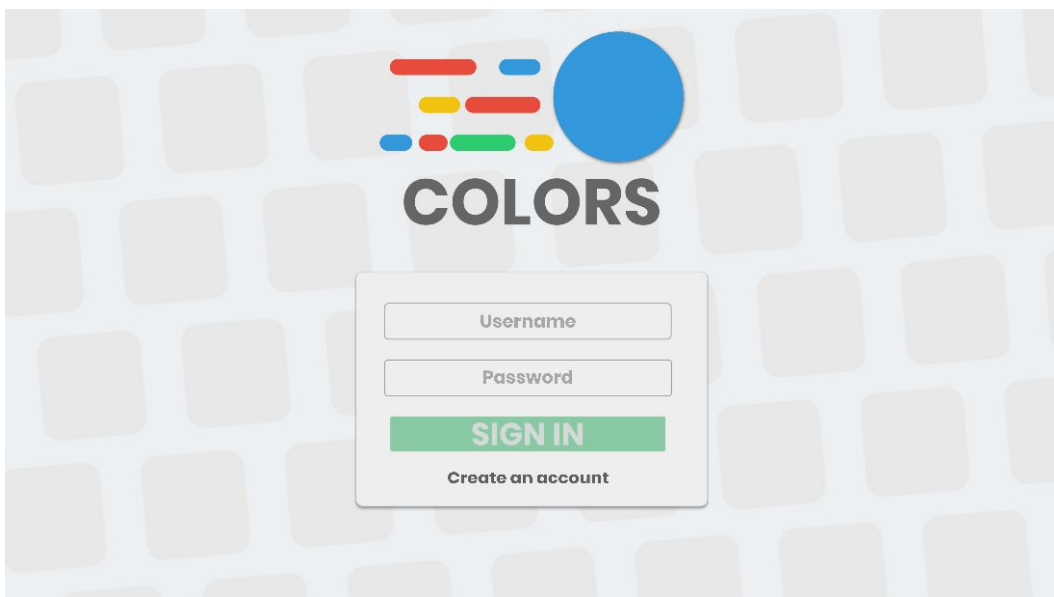 COLORS
Username
Password
SIGN IN
Create an account